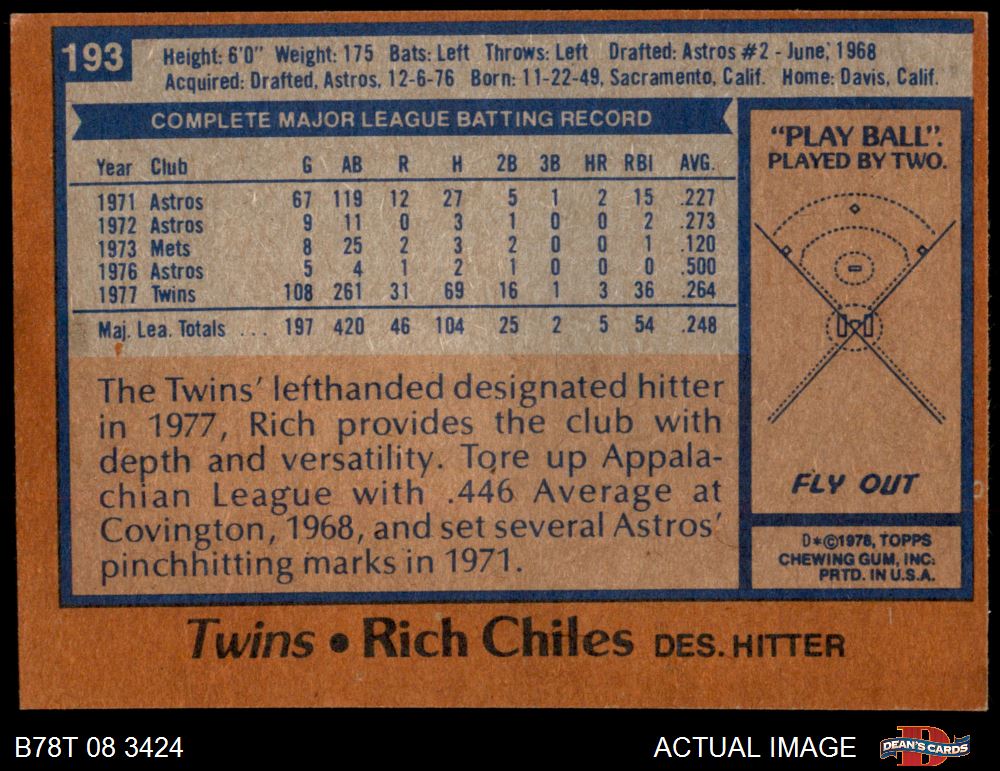 193
Height: 6'0" Weight: 175 Bats: Left Throws: Left Drafted: Astros #2 - June, 1968
Acquired: Drafted, Astros, 12-6-76 Born: 11-22-49, Sacramento, Calif. Home: Davis, Calif.
COMPLETE MAJOR LEAGUE BATTING RECORD
Year Club G AB R H 2B 3B HR RBI AVG.
1971 Astros 67 119 12 27 5 1 2 15 .227
1972 Astros 9 11 0 3 1 0 0 2 .273
1973 Mets 8 25 2 3 2 0 0 1 .120
1976 Astros 5 4 1 2 1 0 0 0 .500
1977 Twins 108 261 31 69 16 1 3 36 .264
Maj. Lea. Totals ... 197 420 46 104 25 2 5 54 .248
The Twins' lefthanded designated hitter
in 1977, Rich provides the club with
depth and versatility. Tore up Appala-
chian League with .446 Average at
Covington, 1968, and set several Astros'
pinchhitting marks in 1971.
"PLAY BALL".
PLAYED BY TWO.
FLY OUT
D*©1978, TOPPS
CHEWING GUM, INC.
PRTD. IN U.S.A.
Twins • Rich Chiles DES. HITTER
B78T 08 3424
ACTUAL IMAGE
DEAN'S CARDS